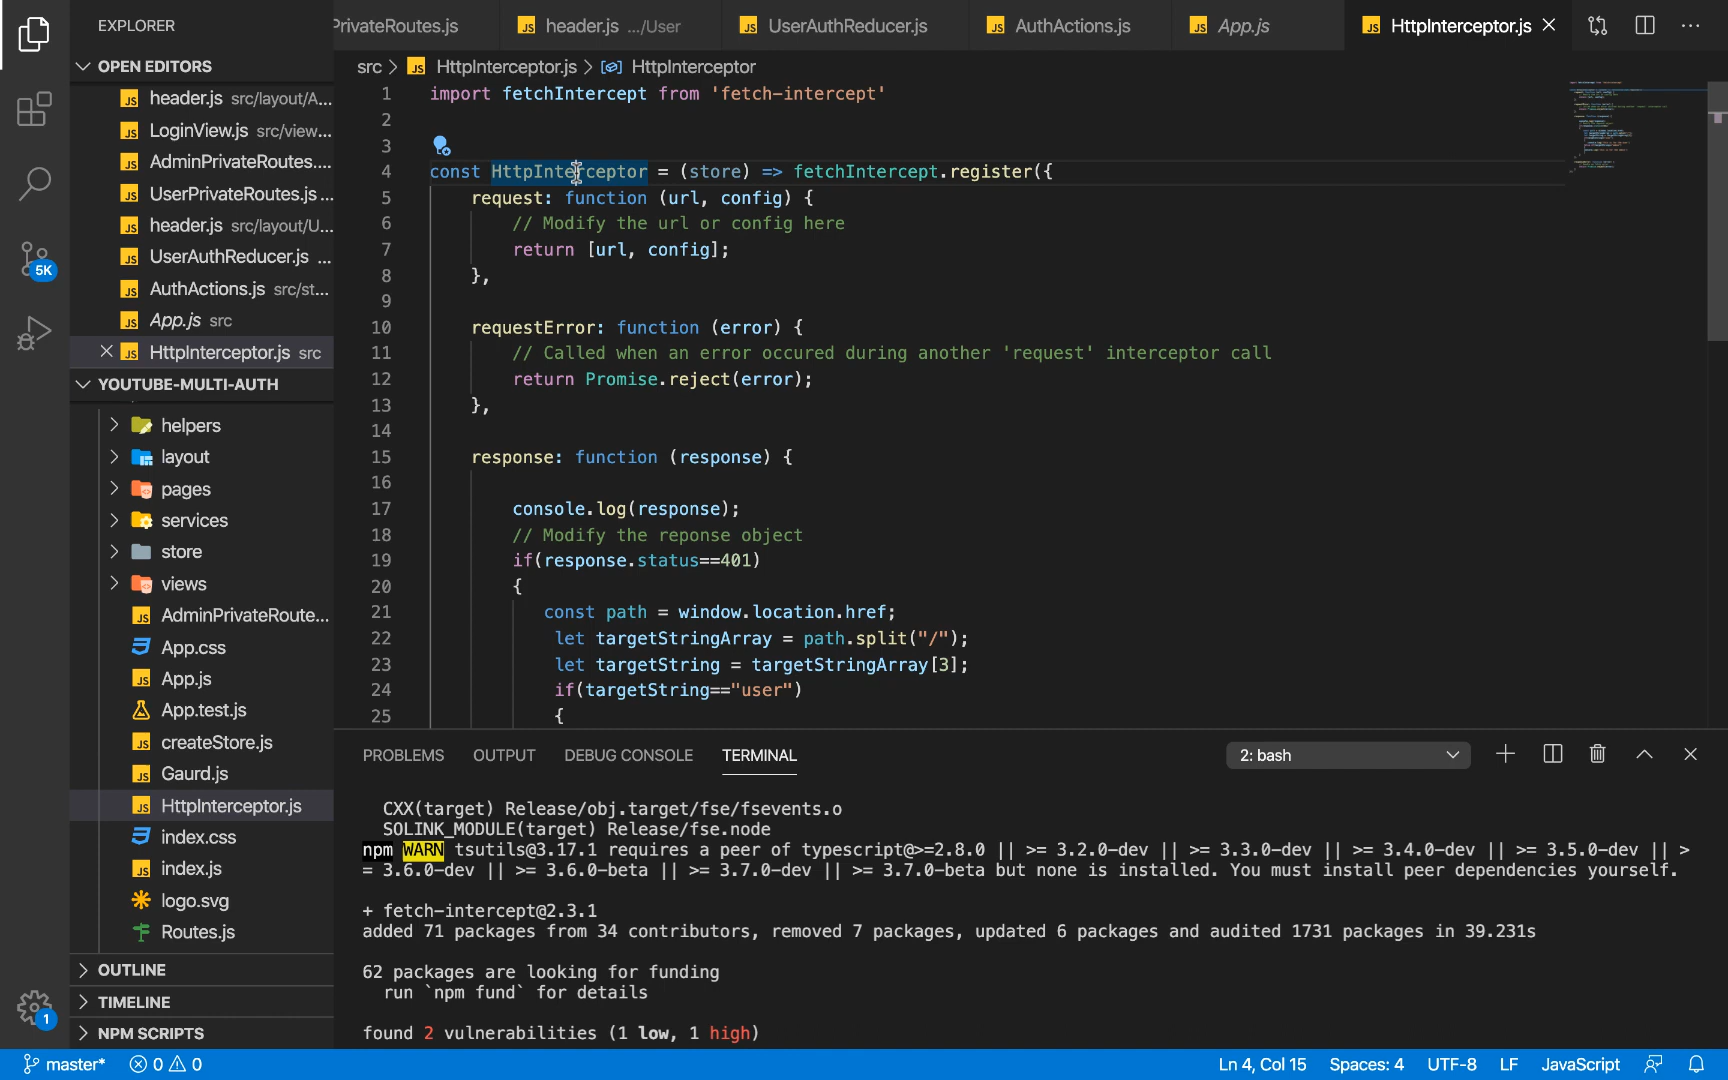 EXPLORER
PrivateRoutes.js
header.js .../User
UserAuthReducer.js
AuthActions.js
App.js
HttpInterceptor.js
OPEN EDITORS
header.js src/layout/A...
LoginView.js src/view...
AdminPrivateRoutes....
UserPrivateRoutes.js ...
header.js src/layout/U...
UserAuthReducer.js ...
AuthActions.js src/st...
App.js src
HttpInterceptor.js src
YOUTUBE-MULTI-AUTH
helpers
layout
pages
services
store
views
AdminPrivateRoute...
App.css
App.js
App.test.js
createStore.js
Gaurd.js
HttpInterceptor.js
index.css
index.js
logo.svg
Routes.js
OUTLINE
TIMELINE
NPM SCRIPTS
5K
1
src > HttpInterceptor.js > HttpInterceptor
1 import fetchIntercept from 'fetch-intercept'
2
3
4 const HttpInterceptor = (store) => fetchIntercept.register({
5 request: function (url, config) {
6 // Modify the url or config here
7 return [url, config];
8 },
9
10 requestError: function (error) {
11 // Called when an error occured during another 'request' interceptor call
12 return Promise.reject(error);
13 },
14
15 response: function (response) {
16
17 console.log(response);
18 // Modify the reponse object
19 if(response.status==401)
20 {
21 const path = window.location.href;
22 let targetStringArray = path.split("/");
23 let targetString = targetStringArray[3];
24 if(targetString=="user")
25 {
PROBLEMS OUTPUT DEBUG CONSOLE TERMINAL 2: bash
CXX(target) Release/obj.target/fse/fsevents.o
SOLINK_MODULE(target) Release/fse.node
npm WARN tsutils@3.17.1 requires a peer of typescript@>=2.8.0 || >= 3.2.0-dev || >= 3.3.0-dev || >= 3.4.0-dev || >= 3.5.0-dev || >
= 3.6.0-dev || >= 3.6.0-beta || >= 3.7.0-dev || >= 3.7.0-beta but none is installed. You must install peer dependencies yourself.
+ fetch-intercept@2.3.1
added 71 packages from 34 contributors, removed 7 packages, updated 6 packages and audited 1731 packages in 39.231s
62 packages are looking for funding
run `npm fund` for details
found 2 vulnerabilities (1 low, 1 high)
master* 0 0 Ln 4, Col 15 Spaces: 4 UTF-8 LF JavaScript